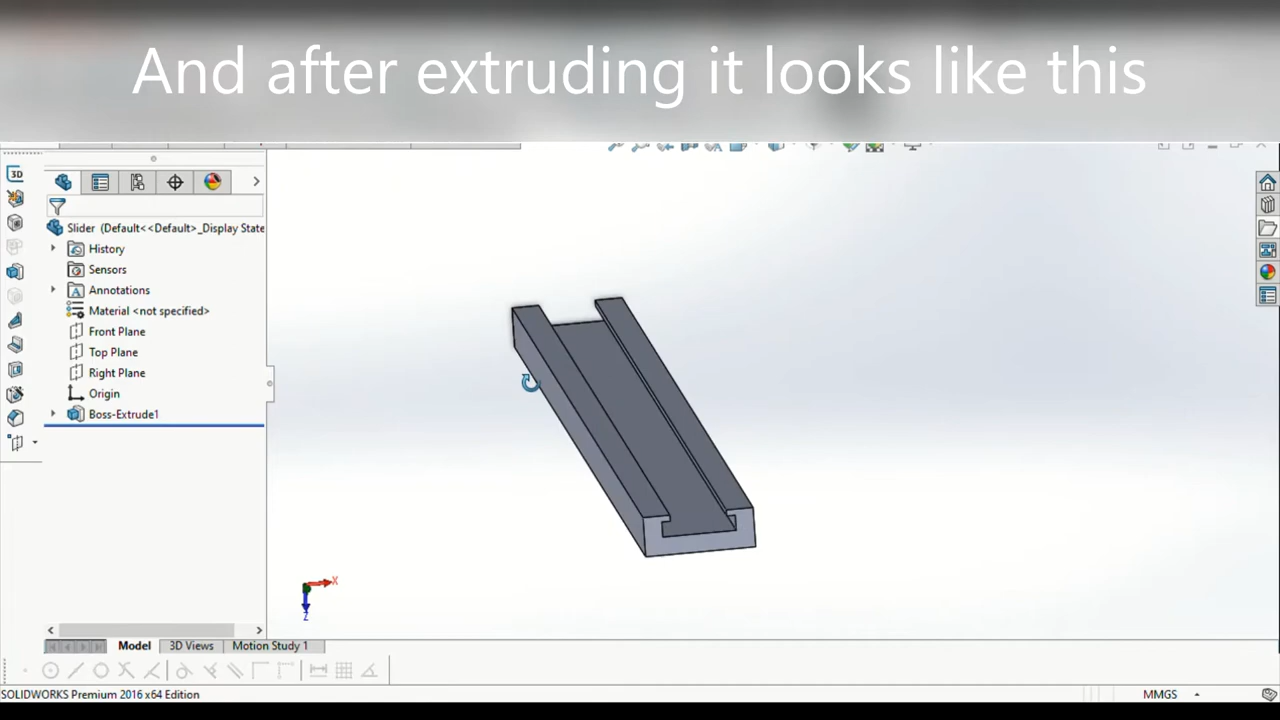 And after extruding it looks like this
3D
Slider (Default<<Default>_Display State
History
Sensors
A Annotations
Material <not specified>
Front Plane
Top Plane
Right Plane
Origin
Boss-Extrude1
X
Z
Model 3D Views Motion Study 1
SOLIDWORKS Premium 2016 x64 Edition MMGS